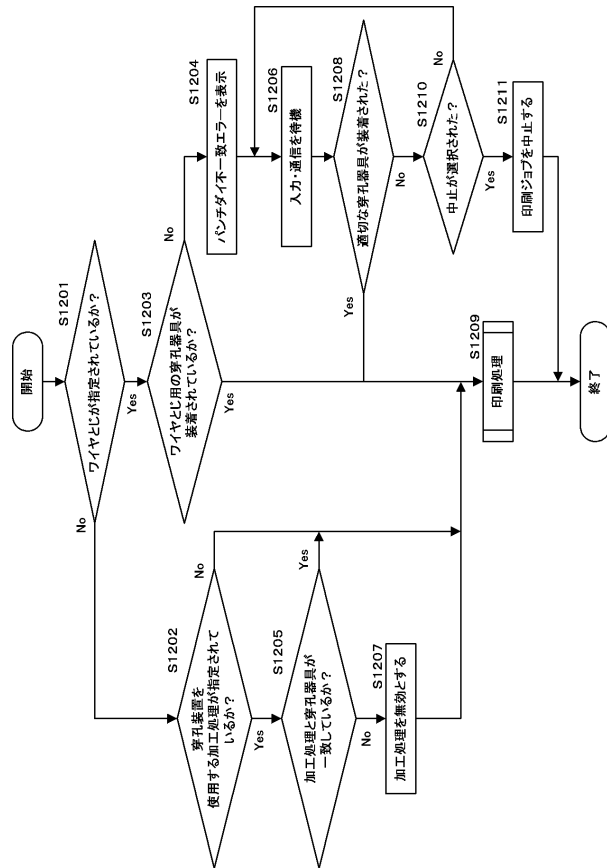 開始
S1201
ワイヤとじが指定されているか？
No
Yes
S1203
ワイヤとじ用の穿孔器具が
装着されているか？
No
Yes
S1204
パンチダイ不一致エラーを表示
S1206
入力・通信を待機
S1208
適切な穿孔器具が装着された？
Yes
No
S1210
中止が選択された？
No
Yes
S1211
印刷ジョブを中止する
S1202
穿孔装置を
使用する加工処理が指定されて
いるか？
No
Yes
S1205
加工処理と穿孔器具が
一致しているか？
Yes
No
S1207
加工処理を無効とする
S1209
印刷処理
終了